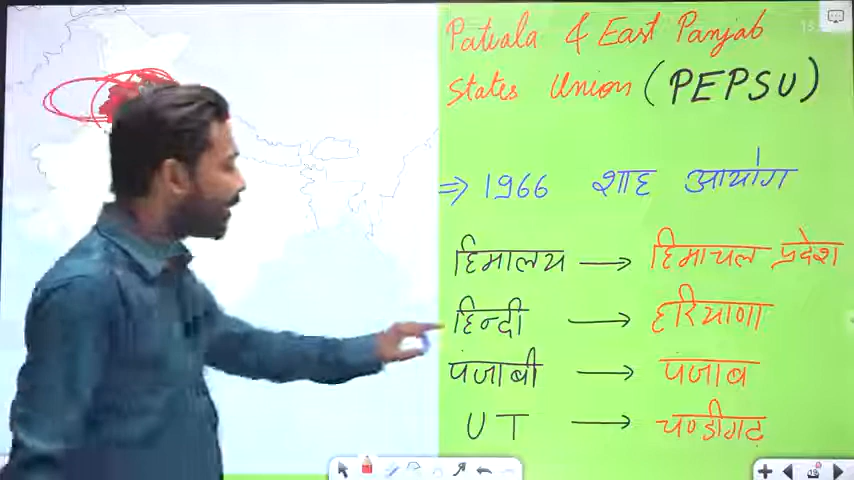 Patiala & East Panjab
States Union (PEPSU)
⇒ 1966 शाह आयोग
हिमालय → हिमाचल प्रदेश
हिन्दी → हरियाणा
पंजाबी → पंजाब
UT → चण्डीगढ़